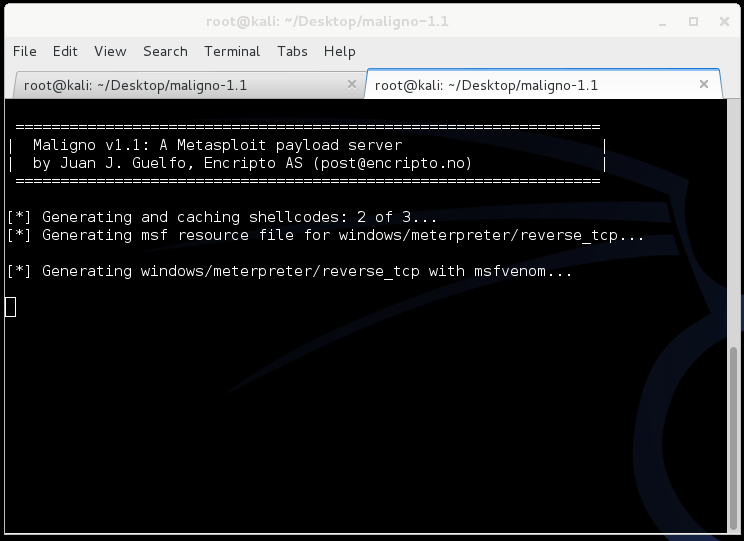 root@kali: ~/Desktop/maligno-1.1
File Edit View Search Terminal Tabs Help
root@kali: ~/Desktop/maligno-1.1 × root@kali: ~/Desktop/maligno-1.1 ×
=================================================================
| Maligno v1.1: A Metasploit payload server |
| by Juan J. Guelfo, Encripto AS (post@encripto.no) |
=================================================================
[*] Generating and caching shellcodes: 2 of 3...
[*] Generating msf resource file for windows/meterpreter/reverse_tcp...
[*] Generating windows/meterpreter/reverse_tcp with msfvenom...